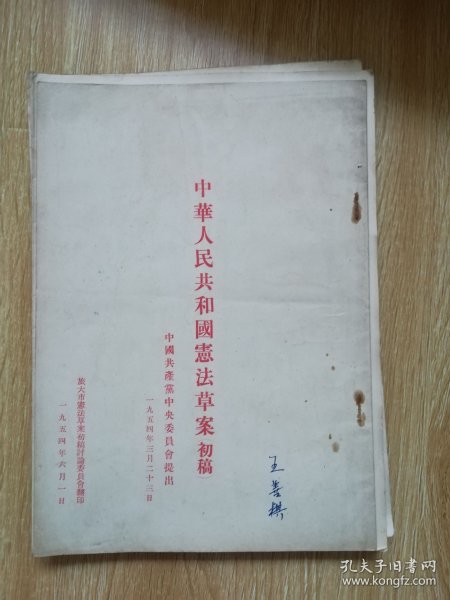 中華人民共和國憲法草案（初稿）
中國共產黨中央委員會提出
一九五四年三月二十三日
旅大市憲法草案初稿討論委員會翻印
一九五四年六月一日
王善棋
孔夫子旧书网
www.kongfz.com